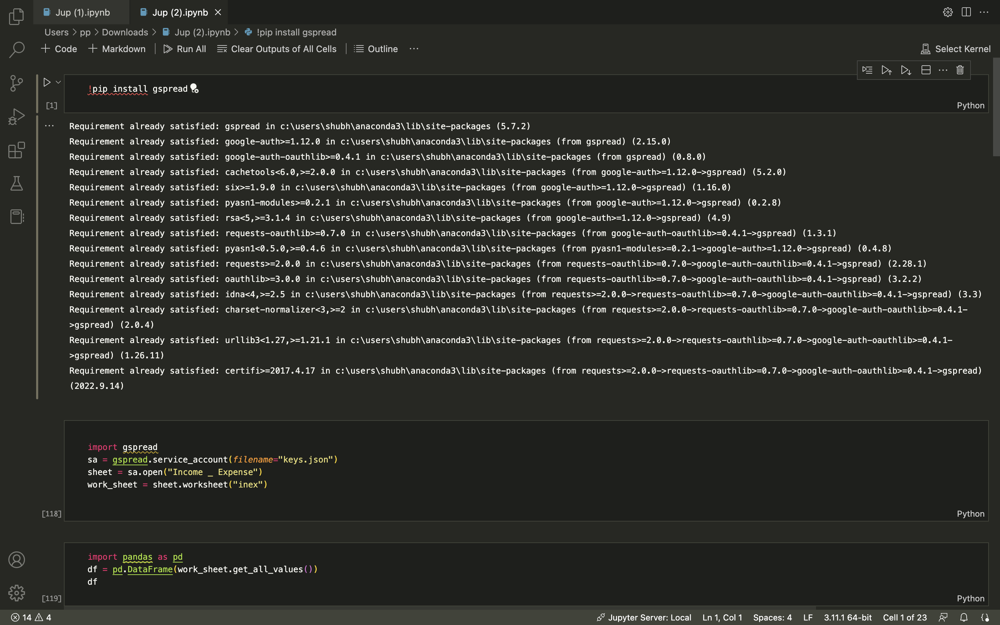 Jup (1).ipynb
Jup (2).ipynb
Users > pp > Downloads > Jup (2).ipynb > !pip install gspread
+ Code + Markdown | Run All Clear Outputs of All Cells | Outline ···
Select Kernel
!pip install gspread
[1]
Python
Requirement already satisfied: gspread in c:\users\shubh\anaconda3\lib\site-packages (5.7.2)
Requirement already satisfied: google-auth>=1.12.0 in c:\users\shubh\anaconda3\lib\site-packages (from gspread) (2.15.0)
Requirement already satisfied: google-auth-oauthlib>=0.4.1 in c:\users\shubh\anaconda3\lib\site-packages (from gspread) (0.8.0)
Requirement already satisfied: cachetools<6.0,>=2.0.0 in c:\users\shubh\anaconda3\lib\site-packages (from google-auth>=1.12.0->gspread) (5.2.0)
Requirement already satisfied: six>=1.9.0 in c:\users\shubh\anaconda3\lib\site-packages (from google-auth>=1.12.0->gspread) (1.16.0)
Requirement already satisfied: pyasn1-modules>=0.2.1 in c:\users\shubh\anaconda3\lib\site-packages (from google-auth>=1.12.0->gspread) (0.2.8)
Requirement already satisfied: rsa<5,>=3.1.4 in c:\users\shubh\anaconda3\lib\site-packages (from google-auth>=1.12.0->gspread) (4.9)
Requirement already satisfied: requests-oauthlib>=0.7.0 in c:\users\shubh\anaconda3\lib\site-packages (from google-auth-oauthlib>=0.4.1->gspread) (1.3.1)
Requirement already satisfied: pyasn1<0.5.0,>=0.4.6 in c:\users\shubh\anaconda3\lib\site-packages (from pyasn1-modules>=0.2.1->google-auth>=1.12.0->gspread) (0.4.8)
Requirement already satisfied: requests>=2.0.0 in c:\users\shubh\anaconda3\lib\site-packages (from requests-oauthlib>=0.7.0->google-auth-oauthlib>=0.4.1->gspread) (2.28.1)
Requirement already satisfied: oauthlib>=3.0.0 in c:\users\shubh\anaconda3\lib\site-packages (from requests-oauthlib>=0.7.0->google-auth-oauthlib>=0.4.1->gspread) (3.2.2)
Requirement already satisfied: idna<4,>=2.5 in c:\users\shubh\anaconda3\lib\site-packages (from requests>=2.0.0->requests-oauthlib>=0.7.0->google-auth-oauthlib>=0.4.1->gspread) (3.3)
Requirement already satisfied: charset-normalizer<3,>=2 in c:\users\shubh\anaconda3\lib\site-packages (from requests>=2.0.0->requests-oauthlib>=0.7.0->google-auth-oauthlib>=0.4.1-
>gspread) (2.0.4)
Requirement already satisfied: urllib3<1.27,>=1.21.1 in c:\users\shubh\anaconda3\lib\site-packages (from requests>=2.0.0->requests-oauthlib>=0.7.0->google-auth-oauthlib>=0.4.1-
>gspread) (1.26.11)
Requirement already satisfied: certifi>=2017.4.17 in c:\users\shubh\anaconda3\lib\site-packages (from requests>=2.0.0->requests-oauthlib>=0.7.0->google-auth-oauthlib>=0.4.1->gspread)
(2022.9.14)
import gspread
sa = gspread.service_account(filename="keys.json")
sheet = sa.open("Income _ Expense")
work_sheet = sheet.worksheet("inex")
[118]
Python
import pandas as pd
df = pd.DataFrame(work_sheet.get_all_values())
df
[119]
Python
14 4
Jupyter Server: Local Ln 1, Col 1 Spaces: 4 LF 3.11.1 64-bit Cell 1 of 23